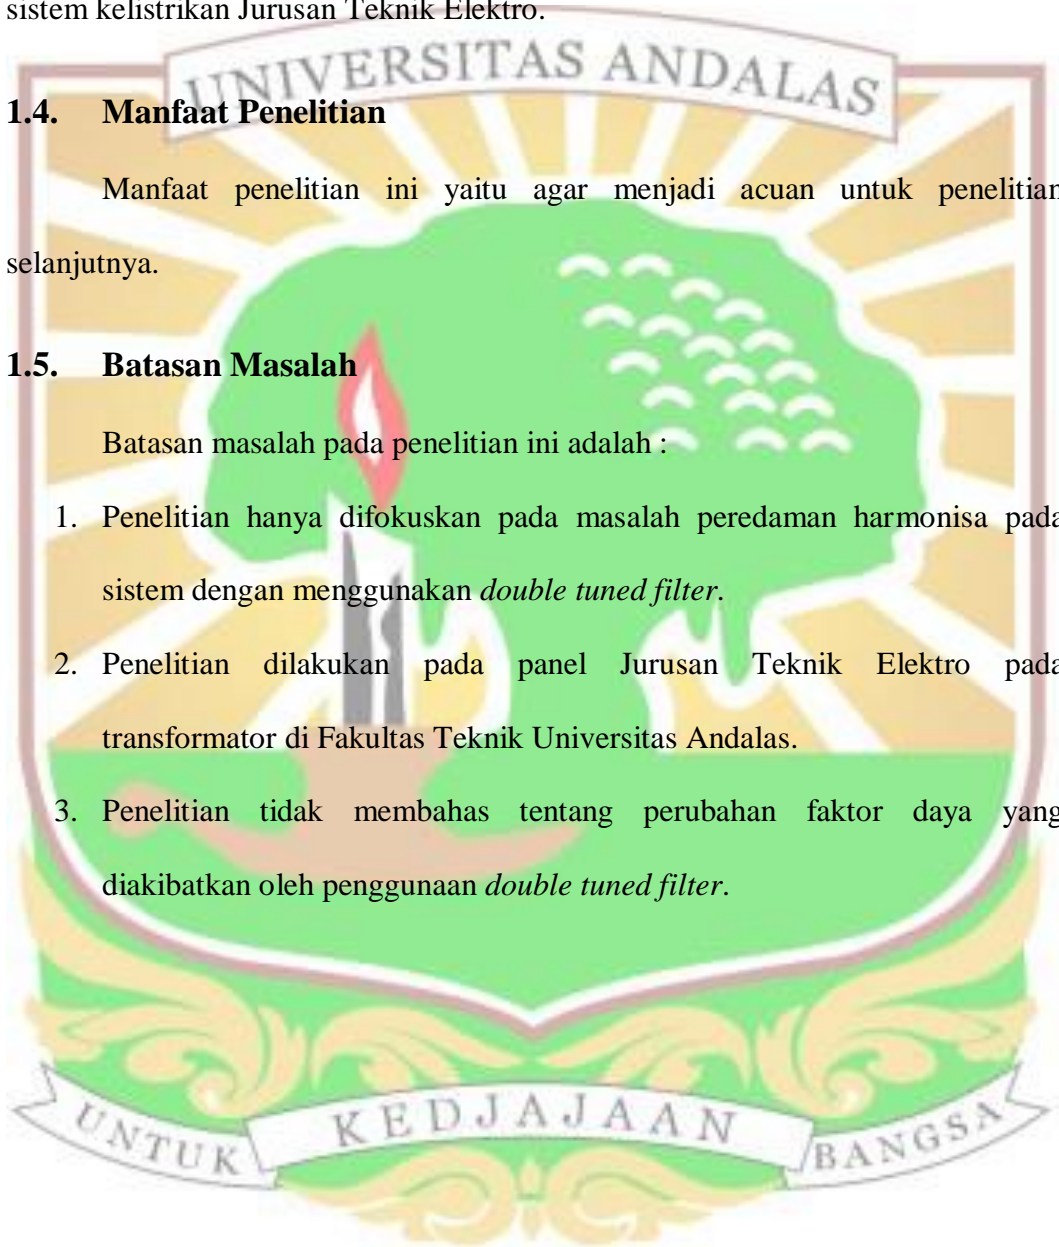 sistem kelistrikan Jurusan Teknik Elektro.
UNIVERSITAS ANDALAS
1.4. Manfaat Penelitian
Manfaat penelitian ini yaitu agar menjadi acuan untuk penelitian
selanjutnya.
1.5. Batasan Masalah
Batasan masalah pada penelitian ini adalah :
1. Penelitian hanya difokuskan pada masalah peredaman harmonisa pada
sistem dengan menggunakan double tuned filter.
2. Penelitian dilakukan pada panel Jurusan Teknik Elektro pada
transformator di Fakultas Teknik Universitas Andalas.
3. Penelitian tidak membahas tentang perubahan faktor daya yang
diakibatkan oleh penggunaan double tuned filter.
UNTUK KEDJAJAAN BANGSA